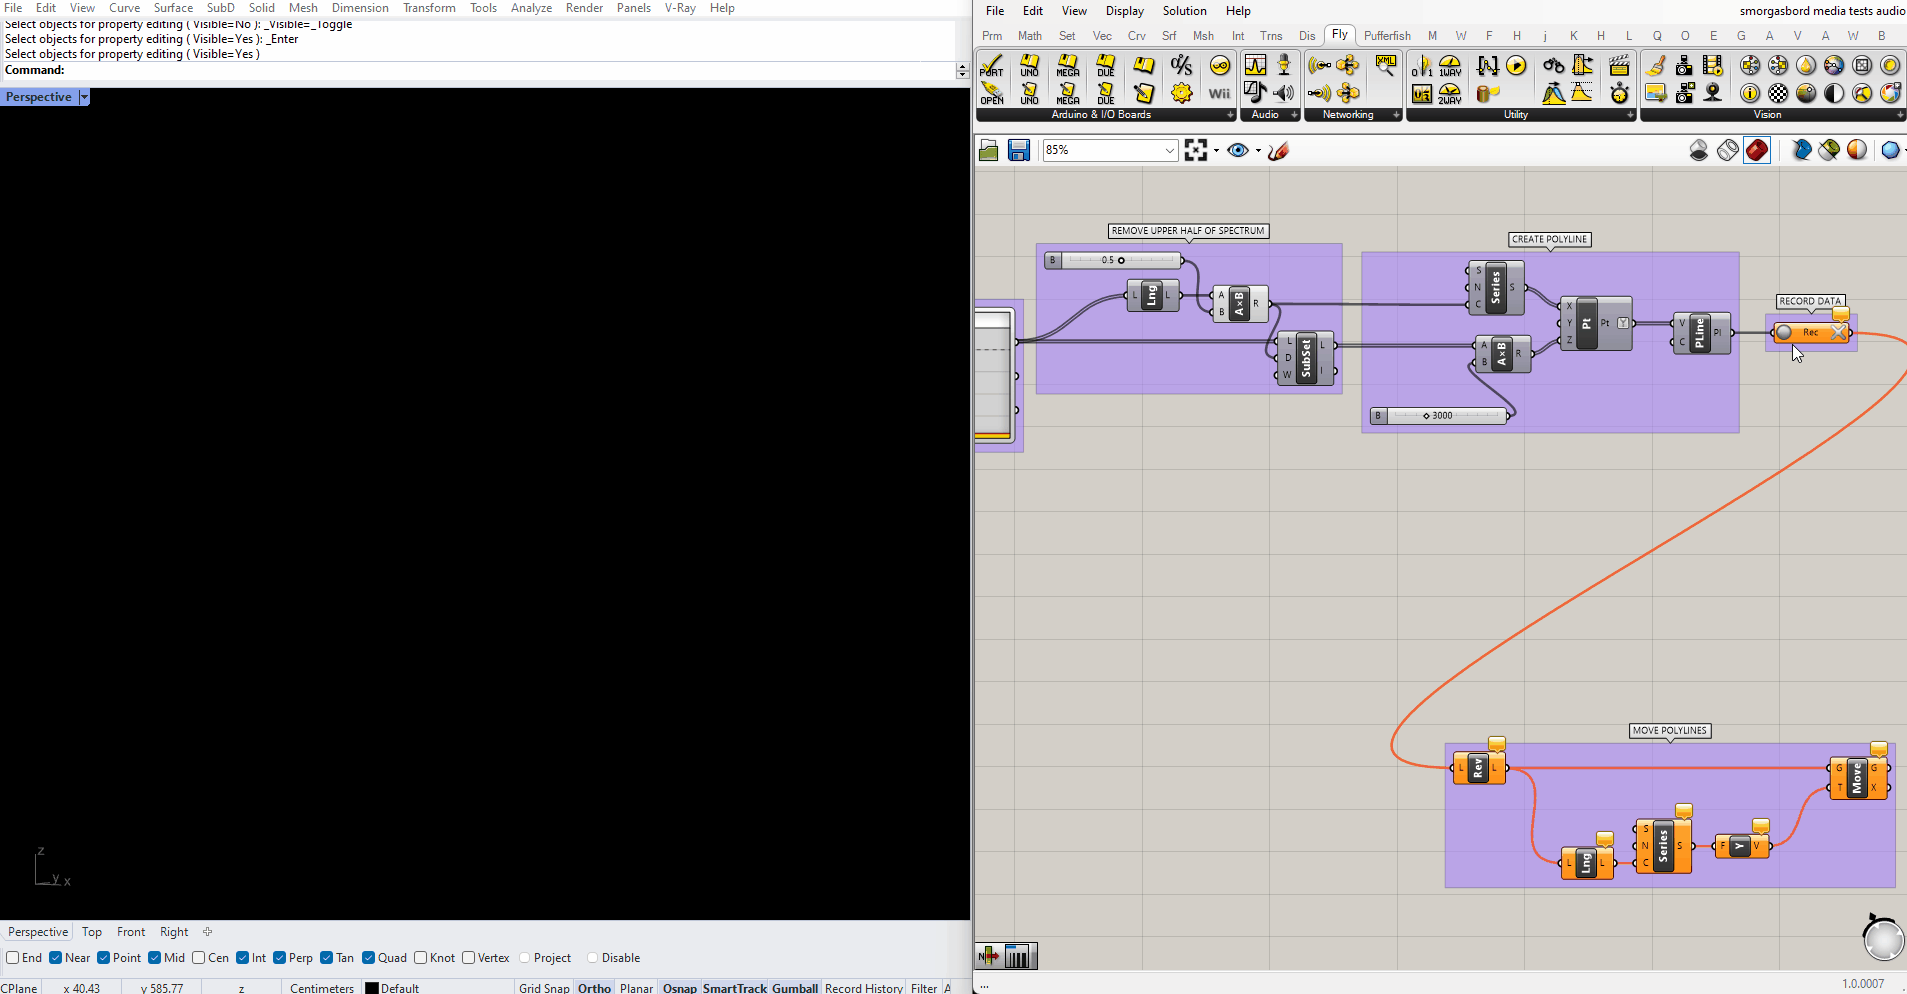 File Edit View Curve Surface SubD Solid Mesh Dimension Transform Tools Analyze Render Panels V-Ray Help
Select objects for property editing ( Visible=No ): _Visible=_Toggle
Select objects for property editing ( Visible=Yes ): _Enter
Select objects for property editing ( Visible=Yes )
Command:
Perspective
z
y x
Perspective Top Front Right
End Near Point Mid Cen Int Perp Tan Quad Knot Vertex Project Disable
CPlane x 40.43 y 585.77 z Centimeters Default Grid Snap Ortho Planar Osnap SmartTrack Gumball Record History Filter A
File Edit View Display Solution Help smorgasbord media tests audio
Prm Math Set Vec Crv Srf Msh Int Trns Dis Fly Pufferfish M W F H j K H L Q O E G A V A W B
PORT UNO MEGA DUE XML 1WAY
OPEN UNO MEGA DUE Wii 2WAY
Arduino & I/O Boards Audio Networking Utility Vision
85%
REMOVE UPPER HALF OF SPECTRUM
B 0.5
L Lng L
A B A×B R
L D W SubSet L I
CREATE POLYLINE
S N C Series S
A B A×B R
B 3000
X Y Z Pt Pt
V C PLine Pl
RECORD DATA
Rec
MOVE POLYLINES
L Rev L
L Lng L
S N C Series S
F Y V
G T Move G X
N
...
1.0.0007